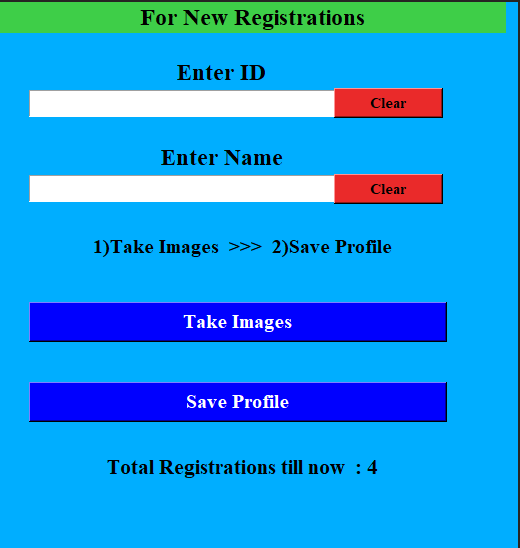 For New Registrations
Enter ID
Clear
Enter Name
Clear
1)Take Images >>> 2)Save Profile
Take Images
Save Profile
Total Registrations till now : 4